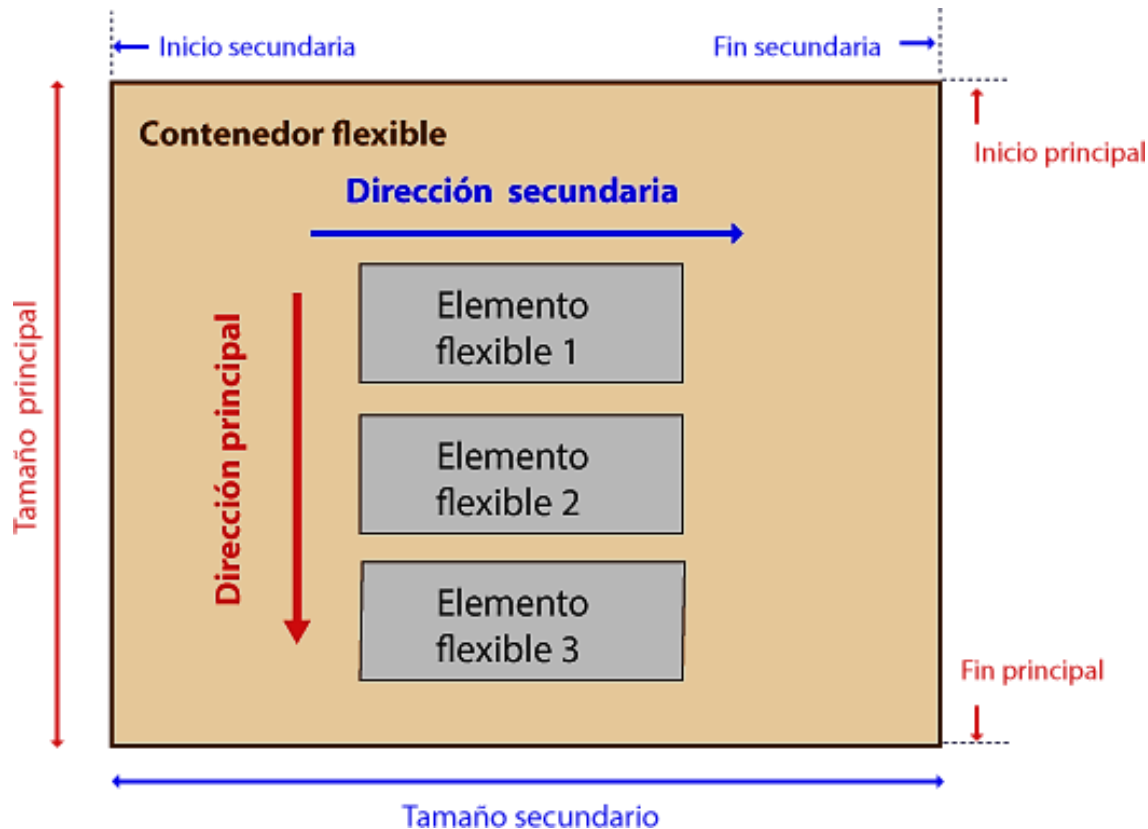 Inicio secundaria
Fin secundaria
Contenedor flexible
Inicio principal
Dirección secundaria
Tamaño principal
Dirección principal
Elemento
flexible 1
Elemento
flexible 2
Elemento
flexible 3
Fin principal
Tamaño secundario